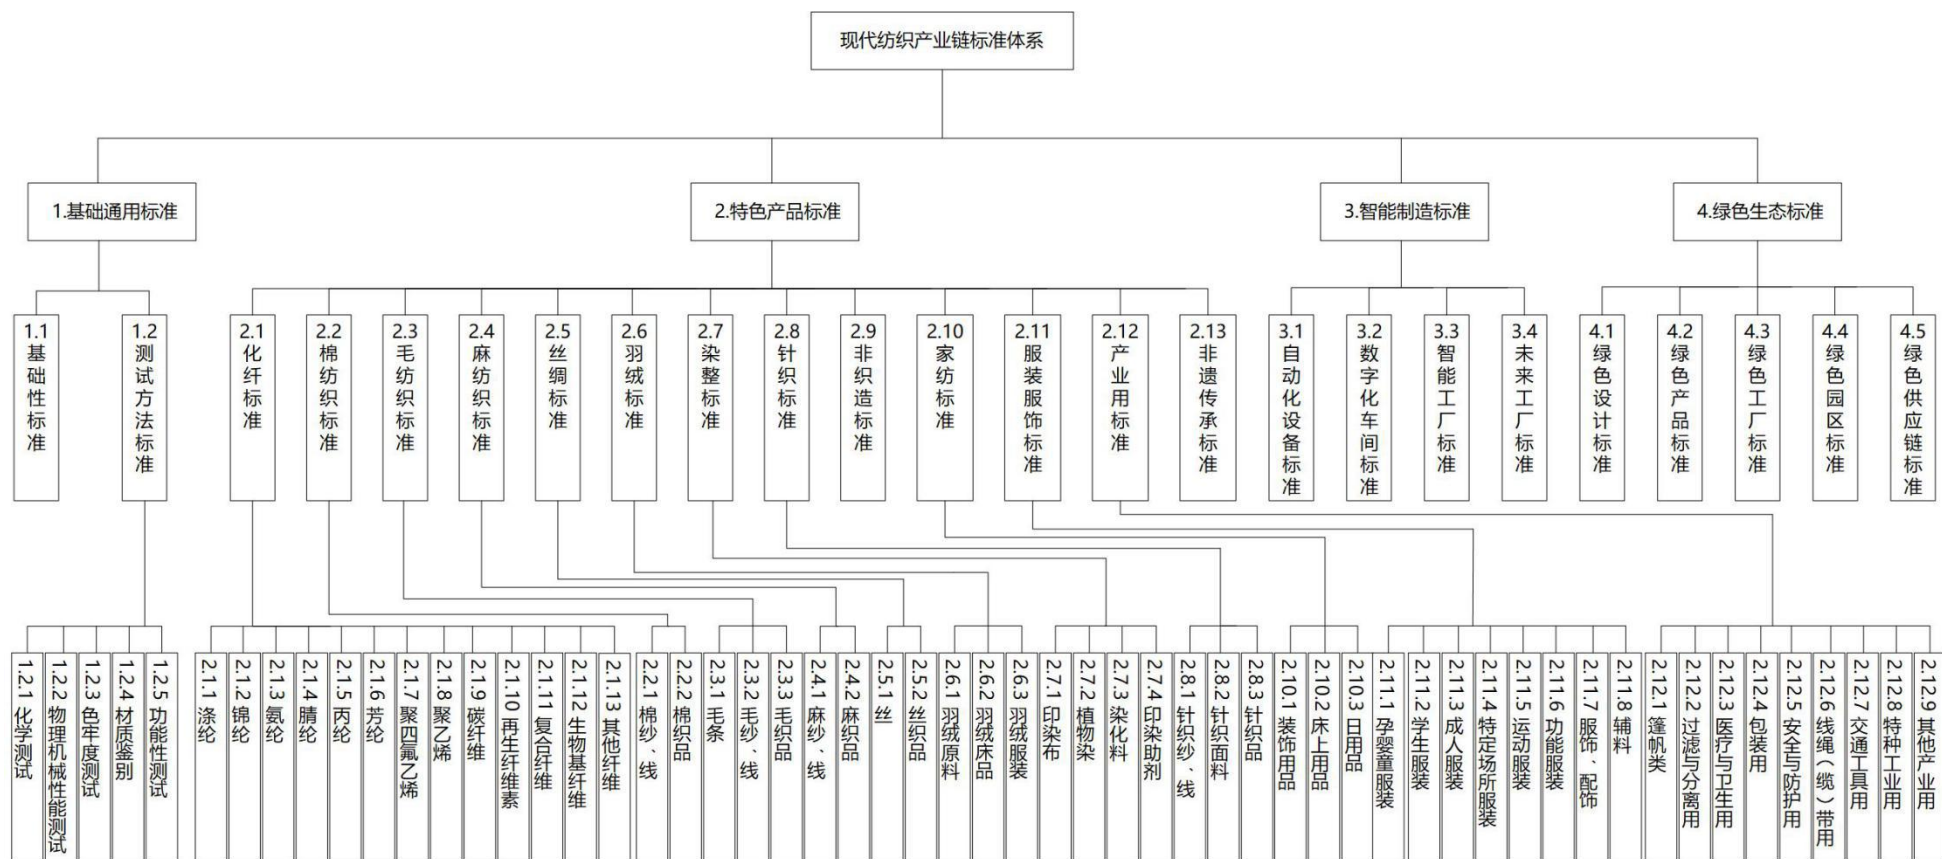 现代纺织产业链标准体系
1.基础通用标准
2.特色产品标准
3.智能制造标准
4.绿色生态标准
1.1基础性标准
1.2测试方法标准
2.1化纤标准
2.2棉纺织标准
2.3毛纺织标准
2.4麻纺织标准
2.5丝绸标准
2.6羽绒标准
2.7染整标准
2.8针织标准
2.9非织造标准
2.10家纺标准
2.11服装服饰标准
2.12产业用标准
2.13非遗传承标准
3.1自动化设备标准
3.2数字化车间标准
3.3智能工厂标准
3.4未来工厂标准
4.1绿色设计标准
4.2绿色产品标准
4.3绿色工厂标准
4.4绿色园区标准
4.5绿色供应链标准
1.2.1 化学测试
1.2.2 物理机械性能测试
1.2.3 色牢度测试
1.2.4 材质鉴别
1.2.5 功能性测试
2.1.1 涤纶
2.1.2 锦纶
2.1.3 氨纶
2.1.4 腈纶
2.1.5 丙纶
2.1.6 芳纶
2.1.7 聚四氟乙烯
2.1.8 聚乙烯
2.1.9 碳纤维
2.1.10 再生纤维素
2.1.11 复合纤维
2.1.12 生物基纤维
2.1.13 其他纤维
2.2.1 棉纱、线
2.2.2 棉织品
2.3.1 毛条
2.3.2 毛纱、线
2.3.3 毛织品
2.4.1 麻纱、线
2.4.2 麻织品
2.5.1 丝
2.5.2 丝织品
2.6.1 羽绒原料
2.6.2 羽绒床品
2.6.3 羽绒服装
2.7.1 印染布
2.7.2 植物染
2.7.3 染化料
2.7.4 印染助剂
2.8.1 针织纱、线
2.8.2 针织面料
2.8.3 针织品
2.10.1 装饰用品
2.10.2 床上用品
2.10.3 日用品
2.11.1 孕婴童服装
2.11.2 学生服装
2.11.3 成人服装
2.11.4 特定场所服装
2.11.5 运动服装
2.11.6 功能服装
2.11.7 服饰、配饰
2.11.8 辅料
2.12.1 篷帆类
2.12.2 过滤与分离用
2.12.3 医疗与卫生用
2.12.4 包装用
2.12.5 安全与防护用
2.12.6 线绳（缆）带用
2.12.7 交通工具用
2.12.8 特种工业用
2.12.9 其他产业用